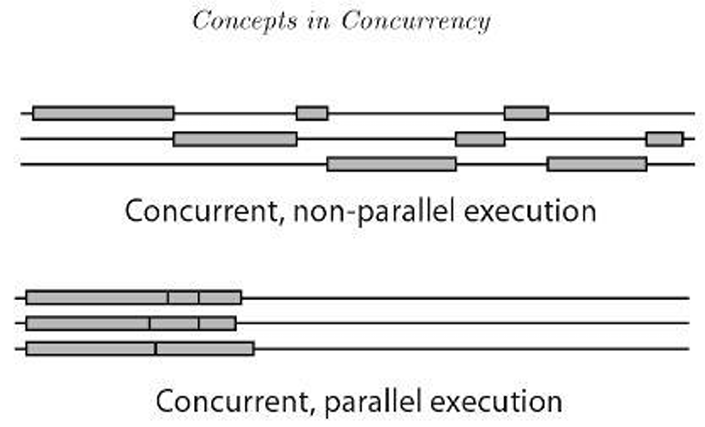 Concepts in Concurrency
Concurrent, non-parallel execution
Concurrent, parallel execution